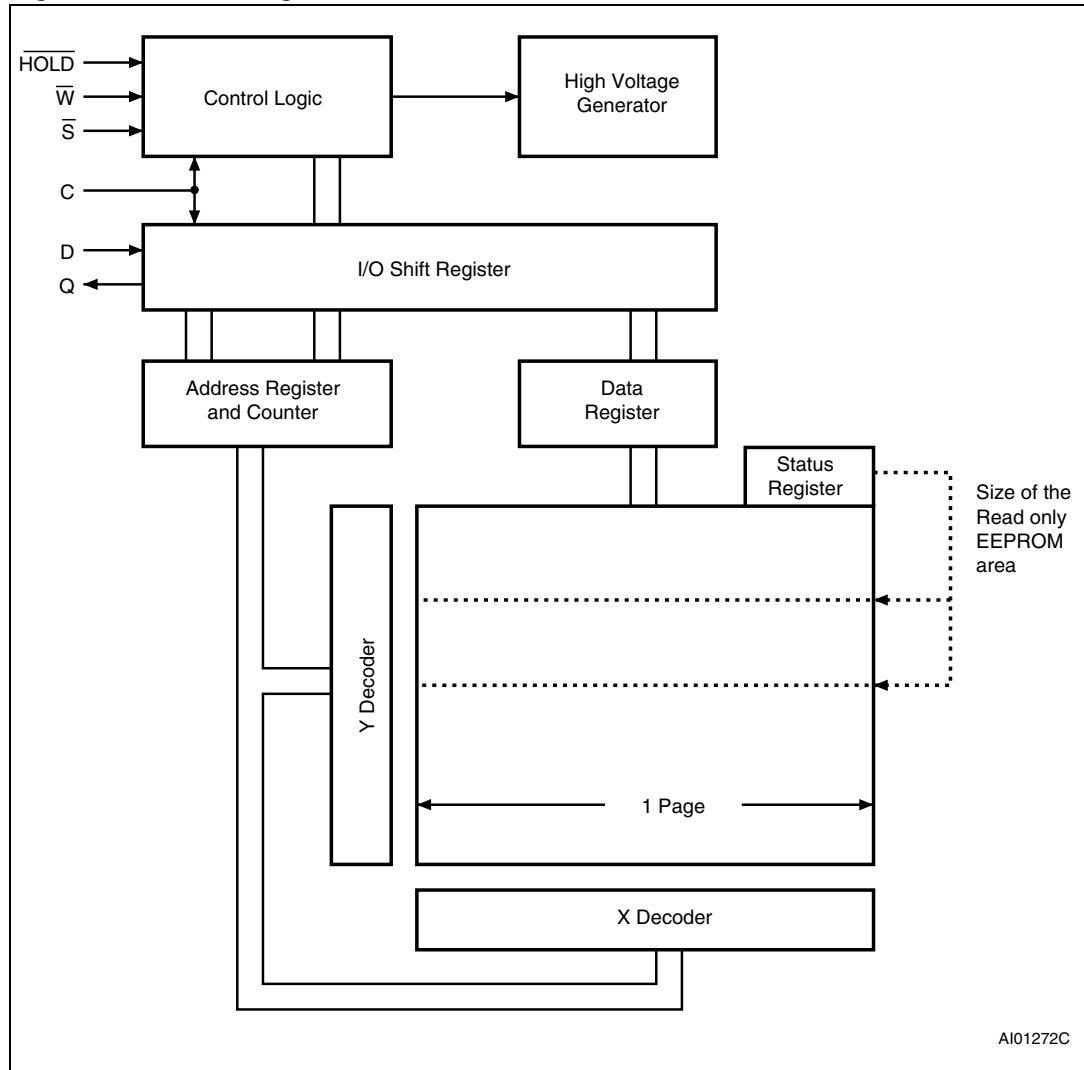 HOLD
W
S
C
D
Q
Control Logic
High Voltage
Generator
I/O Shift Register
Address Register
and Counter
Data
Register
Status
Register
Size of the
Read only
EEPROM
area
Y Decoder
1 Page
X Decoder
AI01272C